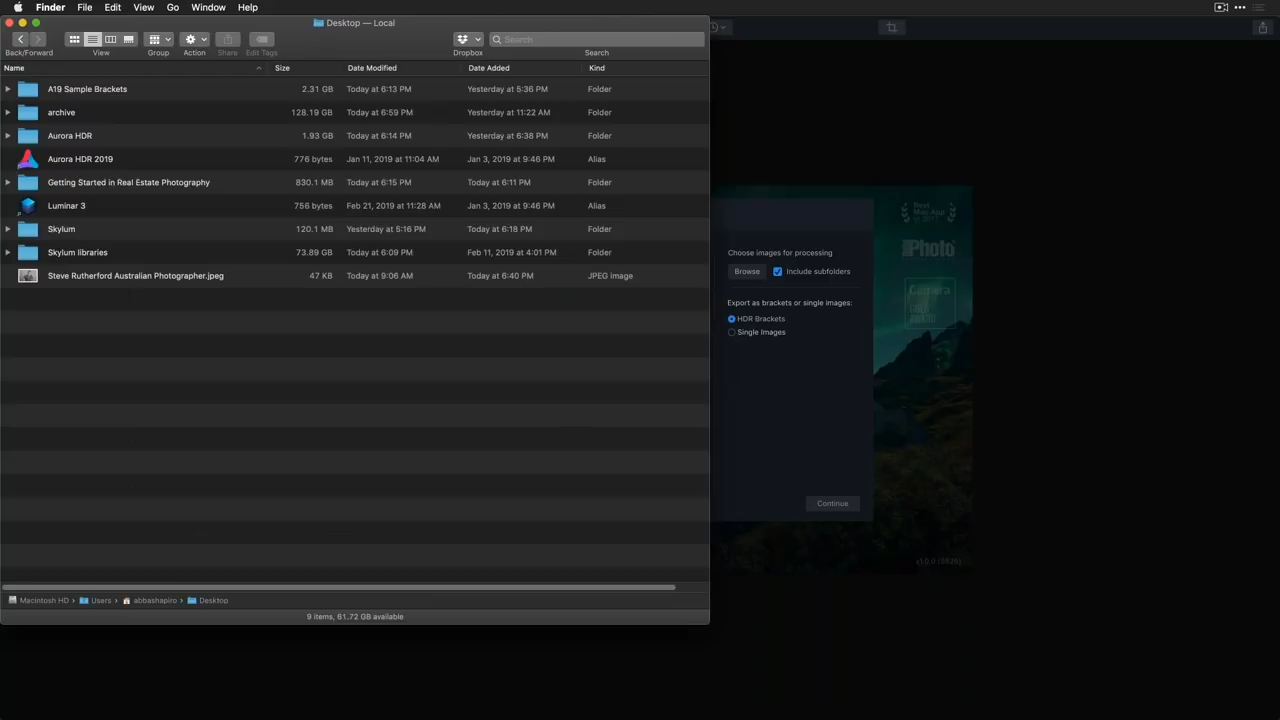 Finder File Edit View Go Window Help
Desktop — Local
Search
Back/Forward View Group Action Share Edit Tags Dropbox Search
Name Size Date Modified Date Added Kind
A19 Sample Brackets 2.31 GB Today at 6:13 PM Yesterday at 5:36 PM Folder
archive 128.19 GB Today at 6:59 PM Yesterday at 11:22 AM Folder
Aurora HDR 1.93 GB Today at 6:14 PM Yesterday at 6:38 PM Folder
Aurora HDR 2019 776 bytes Jan 11, 2019 at 11:04 AM Jan 3, 2019 at 9:46 PM Alias
Getting Started in Real Estate Photography 830.1 MB Today at 6:15 PM Today at 6:11 PM Folder
Luminar 3 756 bytes Feb 21, 2019 at 11:28 AM Jan 3, 2019 at 9:46 PM Alias
Skylum 120.1 MB Yesterday at 5:16 PM Today at 6:18 PM Folder
Skylum libraries 73.89 GB Today at 6:09 PM Feb 11, 2019 at 4:01 PM Folder
Steve Rutherford Australian Photographer.jpeg 47 KB Today at 9:06 AM Today at 6:40 PM JPEG image
Macintosh HD › Users › abbashapiro › Desktop
9 items, 61.72 GB available
Choose images for processing
Browse Include subfolders
Export as brackets or single images:
HDR Brackets
Single Images
Continue
Best
Mac App
Photo
Camera